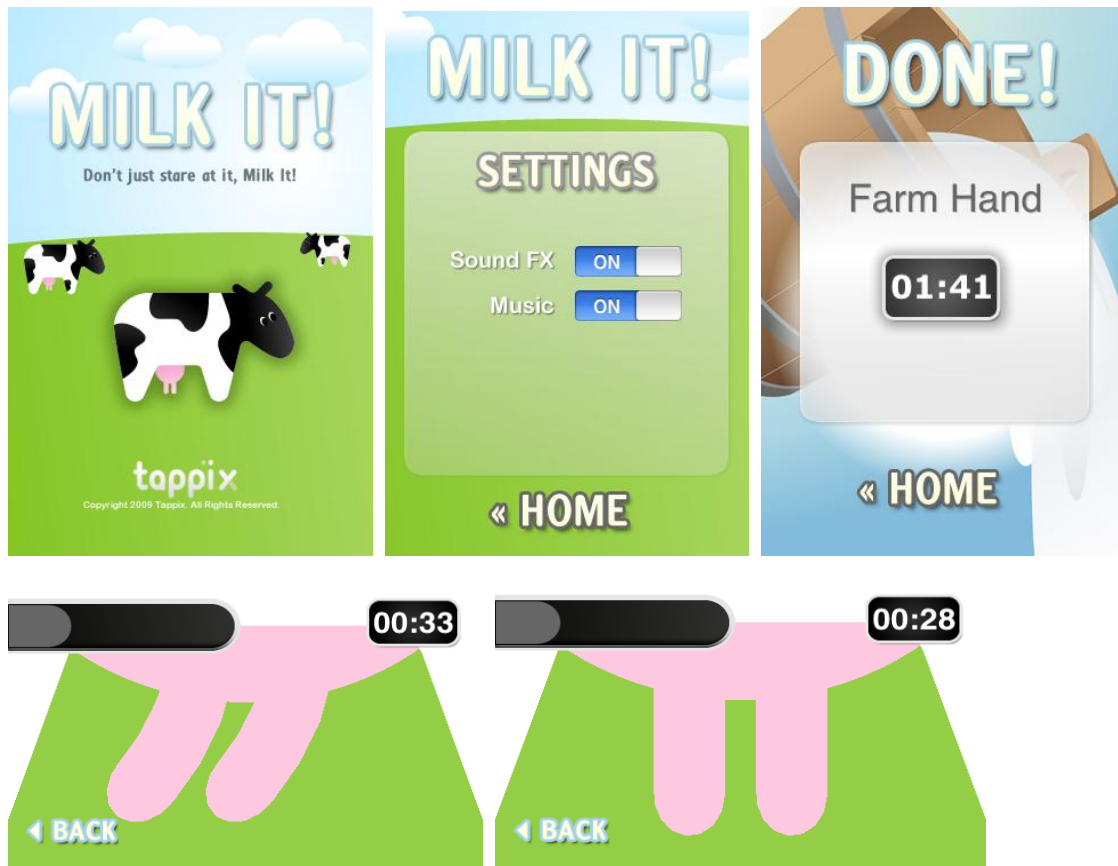 MILK IT!
Don't just stare at it, Milk It!
tappix
Copyright 2009 Tappix. All Rights Reserved.
MILK IT!
SETTINGS
Sound FX ON
Music ON
« HOME
DONE!
Farm Hand
01:41
« HOME
00:33
BACK
00:28
BACK